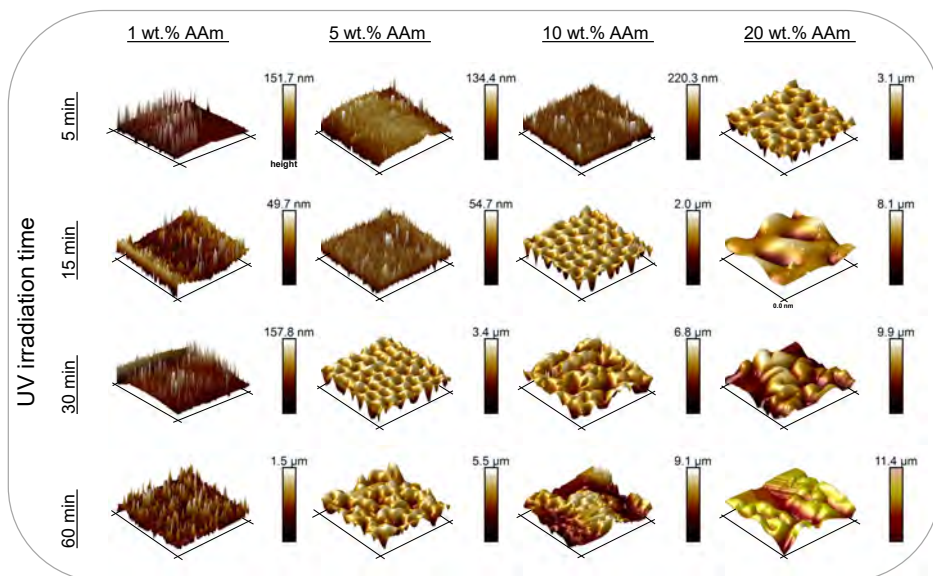 1 wt.% AAm 5 wt.% AAm 10 wt.% AAm 20 wt.% AAm
UV irradiation time
5 min
151.7 nm 134.4 nm 220.3 nm 3.1 µm
height
15 min
49.7 nm 54.7 nm 2.0 µm 8.1 µm
0.0 nm
30 min
157.8 nm 3.4 µm 6.8 µm 9.9 µm
60 min
1.5 µm 5.5 µm 9.1 µm 11.4 µm